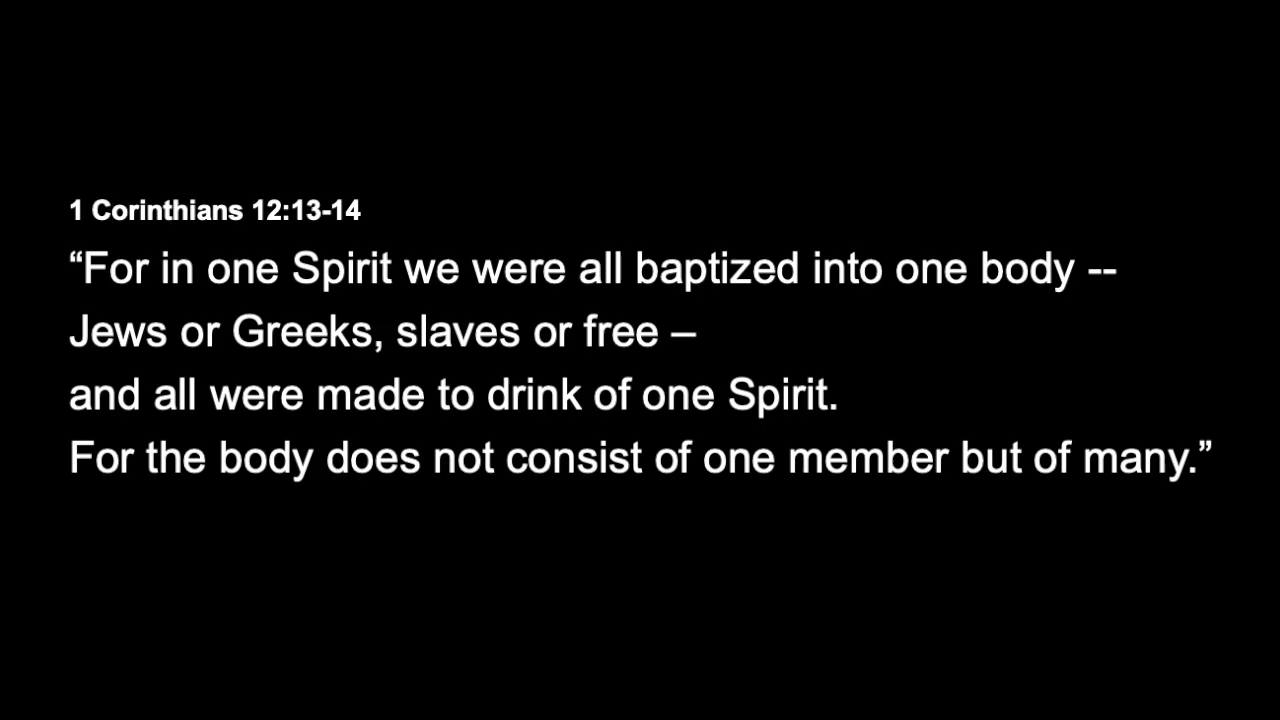 1 Corinthians 12:13-14
“For in one Spirit we were all baptized into one body --
Jews or Greeks, slaves or free –
and all were made to drink of one Spirit.
For the body does not consist of one member but of many.”